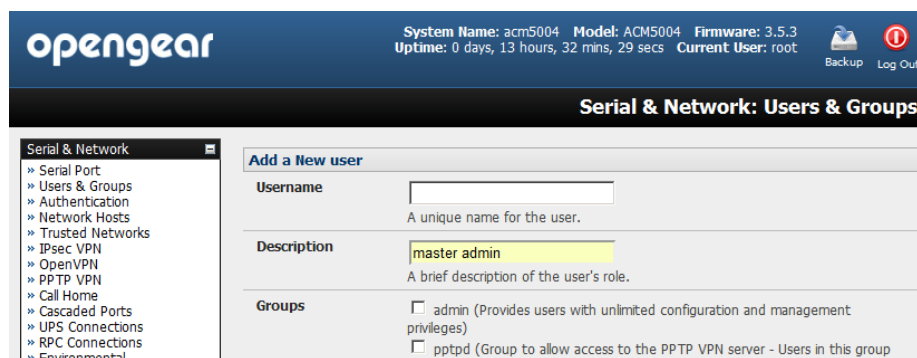 opengear
System Name: acm5004 Model: ACM5004 Firmware: 3.5.3
Uptime: 0 days, 13 hours, 32 mins, 29 secs Current User: root
Backup
Log Out
Serial & Network: Users & Groups
Serial & Network
» Serial Port
» Users & Groups
» Authentication
» Network Hosts
» Trusted Networks
» IPsec VPN
» OpenVPN
» PPTP VPN
» Call Home
» Cascaded Ports
» UPS Connections
» RPC Connections
» Environmental
Add a New user
Username
A unique name for the user.
Description
master admin
A brief description of the user's role.
Groups
admin (Provides users with unlimited configuration and management
privileges)
pptpd (Group to allow access to the PPTP VPN server - Users in this group